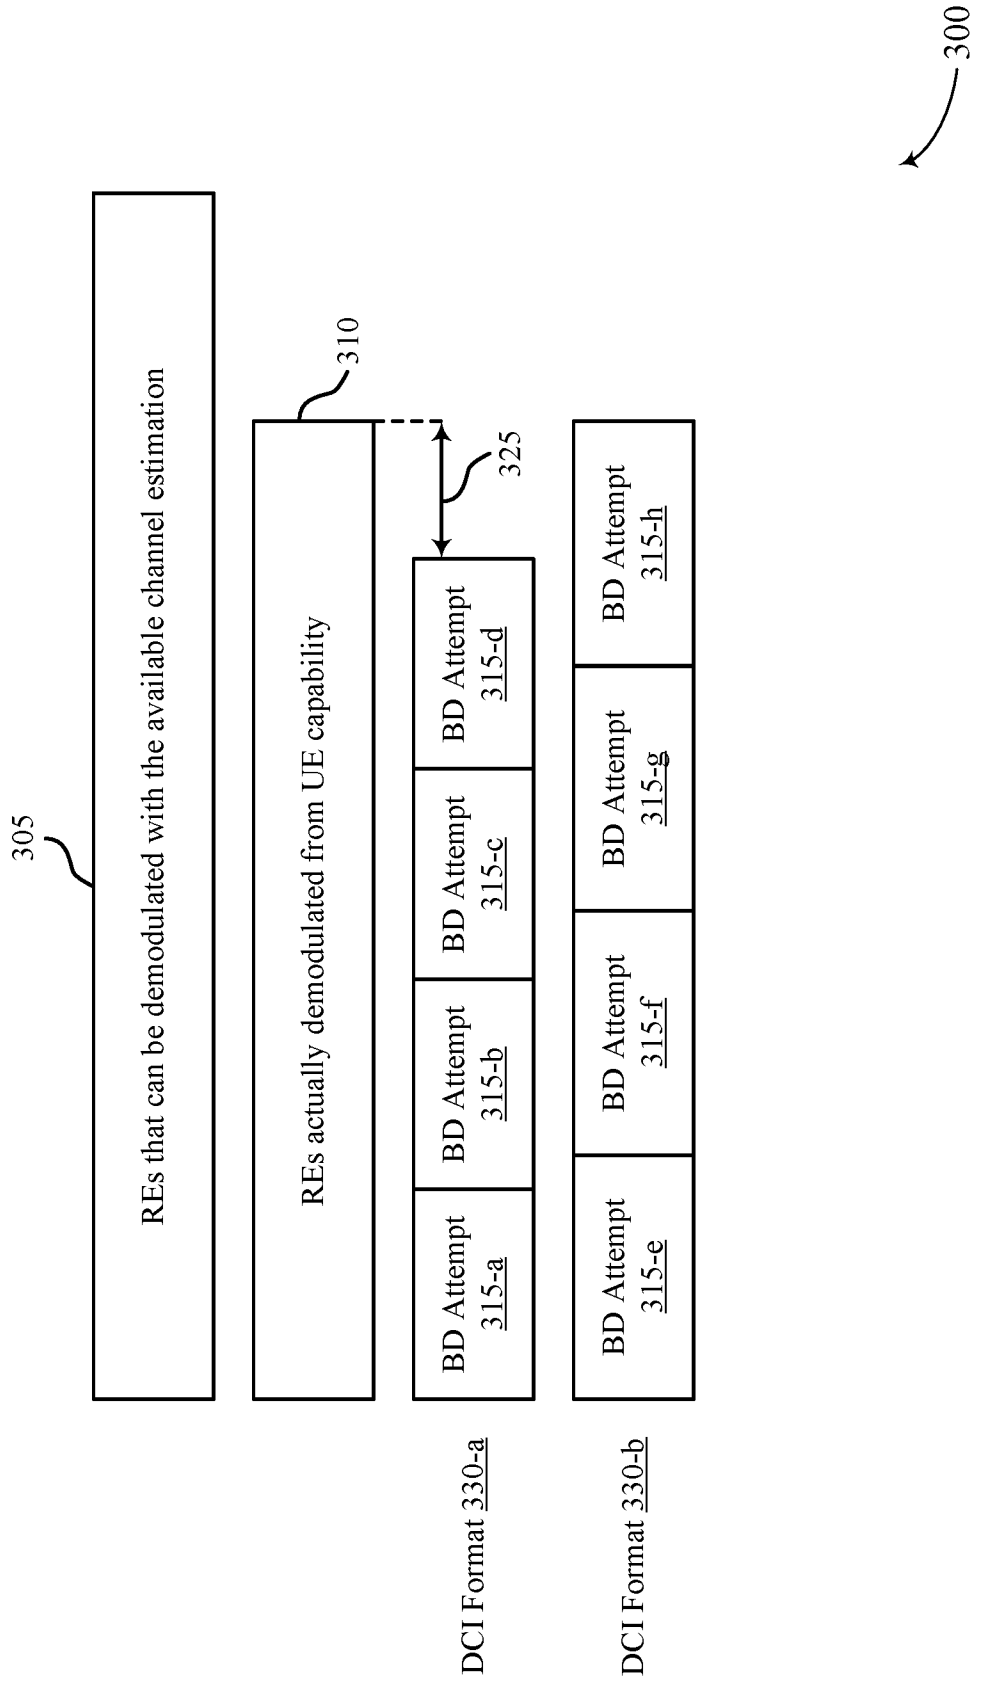 305
REs that can be demodulated with the available channel estimation
310
REs actually demodulated from UE capability
325
DCI Format 330-a
BD Attempt
315-a
BD Attempt
315-b
BD Attempt
315-c
BD Attempt
315-d
DCI Format 330-b
BD Attempt
315-e
BD Attempt
315-f
BD Attempt
315-g
BD Attempt
315-h
300